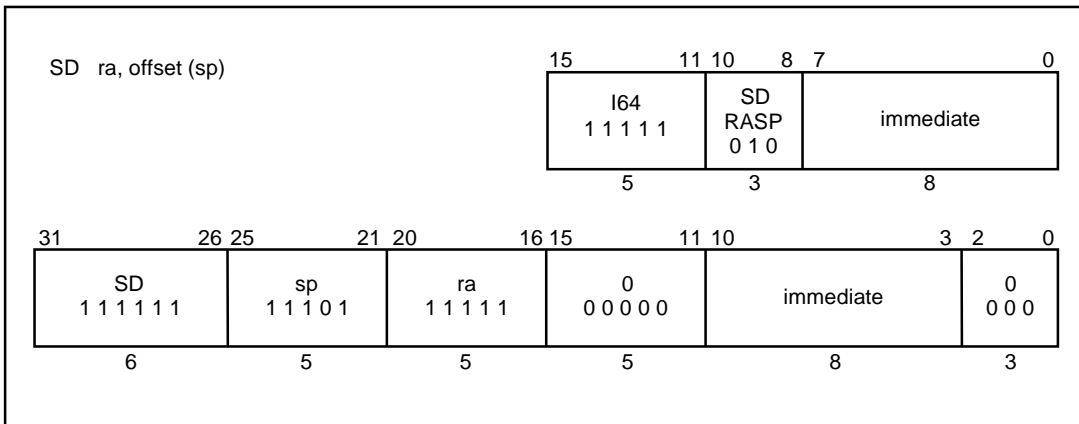 SD ra, offset (sp)
15 11 10 8 7 0
I64 SD immediate
1 1 1 1 1 RASP
0 1 0
5 3 8
31 26 25 21 20 16 15 11 10 3 2 0
SD sp ra 0 immediate 0
1 1 1 1 1 1 1 1 1 0 1 1 1 1 1 1 0 0 0 0 0 0 0 0
6 5 5 5 8 3